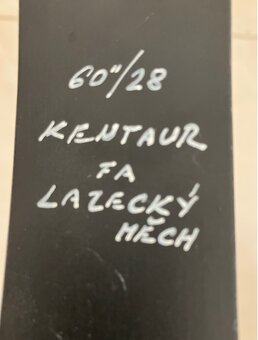 60"/28
KENTAUR
FA
LAZECKÝ
MĚCH